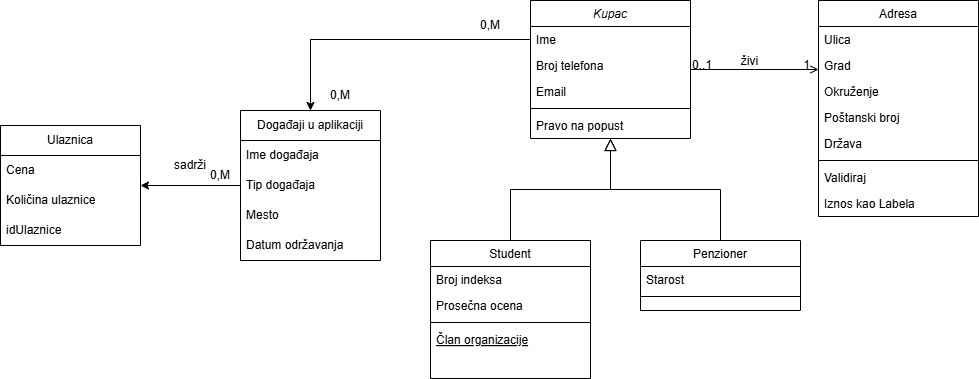 Kupac
Ime
Broj telefona
Email
Pravo na popust
Adresa
Ulica
Grad
Okruženje
Poštanski broj
Država
Validiraj
Iznos kao Labela
0..1
živi
1
0,M
0,M
Događaji u aplikaciji
Ime događaja
Tip događaja
Mesto
Datum održavanja
sadrži
0,M
Ulaznica
Cena
Količina ulaznice
idUlaznice
Student
Broj indeksa
Prosečna ocena
Član organizacije
Penzioner
Starost